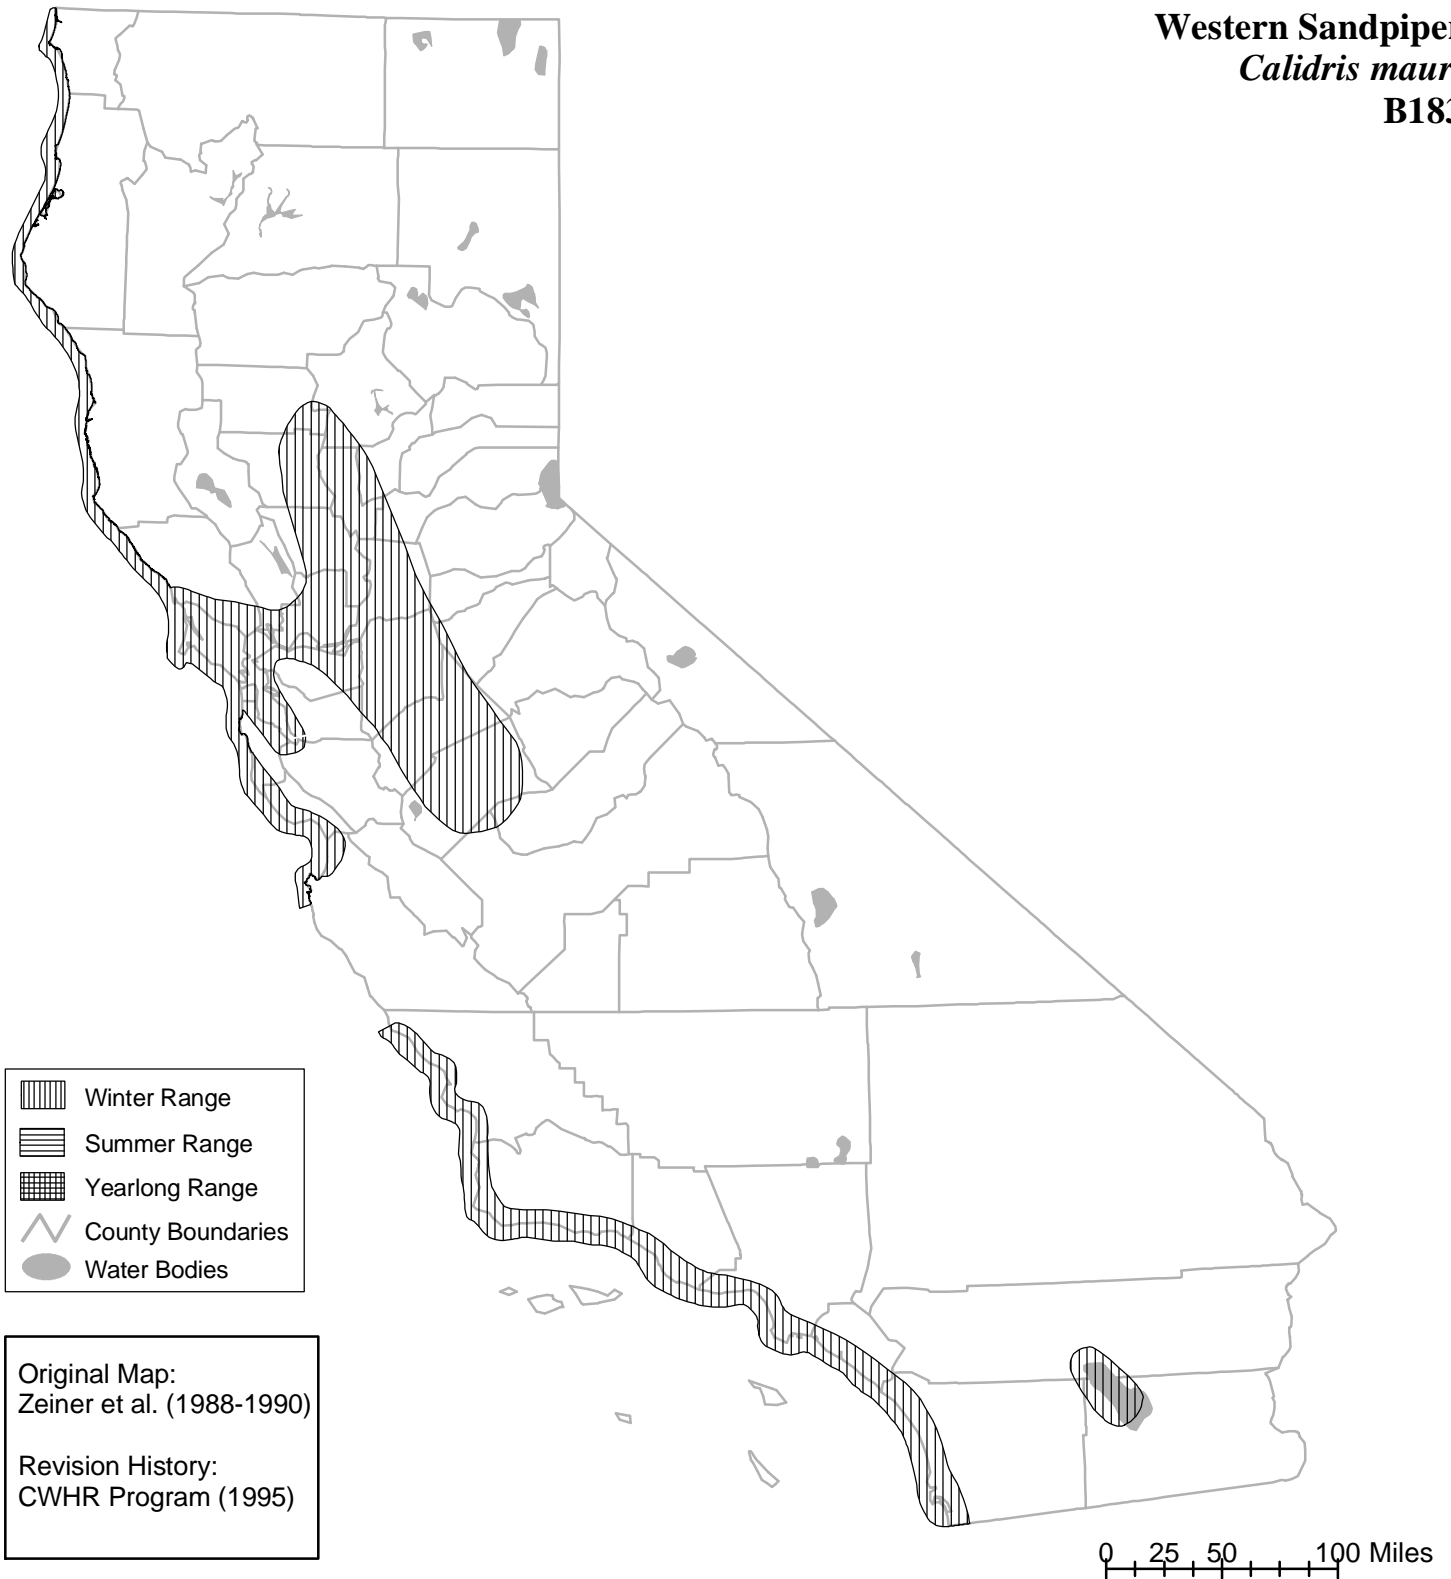 Western Sandpiper
Calidris maur
B183
Winter Range
Summer Range
Yearlong Range
County Boundaries
Water Bodies
Original Map:
Zeiner et al. (1988-1990)
Revision History:
CWHR Program (1995)
0 25 50 100 Miles